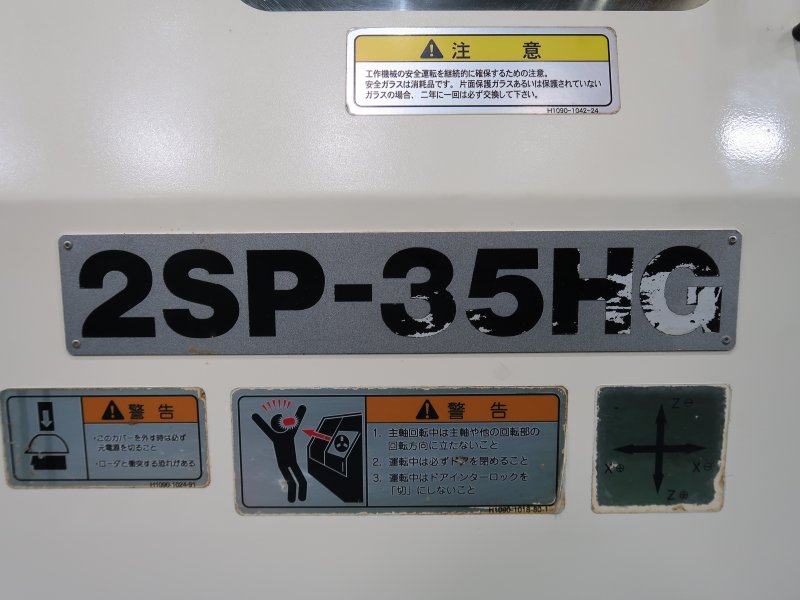 注 意
工作機械の安全運転を継続的に確保するための注意。
安全ガラスは消耗品です。片面保護ガラスあるいは保護されていない
ガラスの場合、二年に一回は必ず交換して下さい。
H1090-1042-24
2SP-35HG
警告
・このカバーを外す時は必ず
元電源を切ること
・ローダと衝突する恐れがある
H1090-1024-91
警告
1. 主軸回転中は主軸や他の回転部の
回転方向に立たないこと
2. 運転中は必ずドアを閉めること
3. 運転中はドアインターロックを
「切」にしないこと
H1090-1018-80-1
Z⊖
X⊕ X⊖
Z⊕